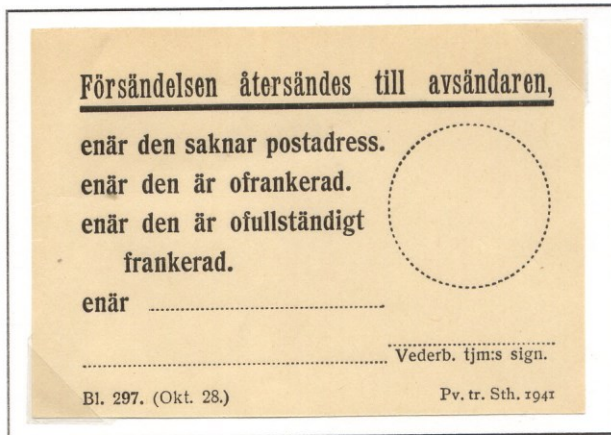 Försändelsen återsändes till avsändaren,
enär den saknar postadress.
enär den är ofrankerad.
enär den är ofullständigt
frankerad.
enär
Vederb. tjm:s sign.
Bl. 297. (Okt. 28.) Pv. tr. Sth. 1941